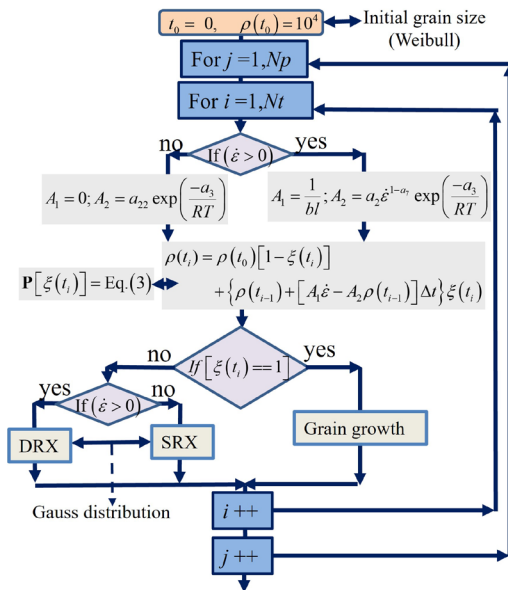 t₀ = 0, ρ(t₀) = 10⁴
Initial grain size
(Weibull)
For j =1,Np
For i =1,Nt
no
If(ε̇ > 0)
yes
A₁ = 0; A₂ = a₂₂ exp(-a₃/RT)
A₁ = 1/bl; A₂ = a₂ε̇^(1-a₇) exp(-a₃/RT)
P[ξ(tᵢ)] = Eq.(3)
ρ(tᵢ) = ρ(t₀)[1-ξ(tᵢ)]
+{ρ(tᵢ₋₁)+[A₁ε̇ - A₂ρ(tᵢ₋₁)]Δt}ξ(tᵢ)
no
If[ξ(tᵢ)==1]
yes
yes
If(ε̇ > 0)
no
DRX
SRX
Grain growth
Gauss distribution
i ++
j ++